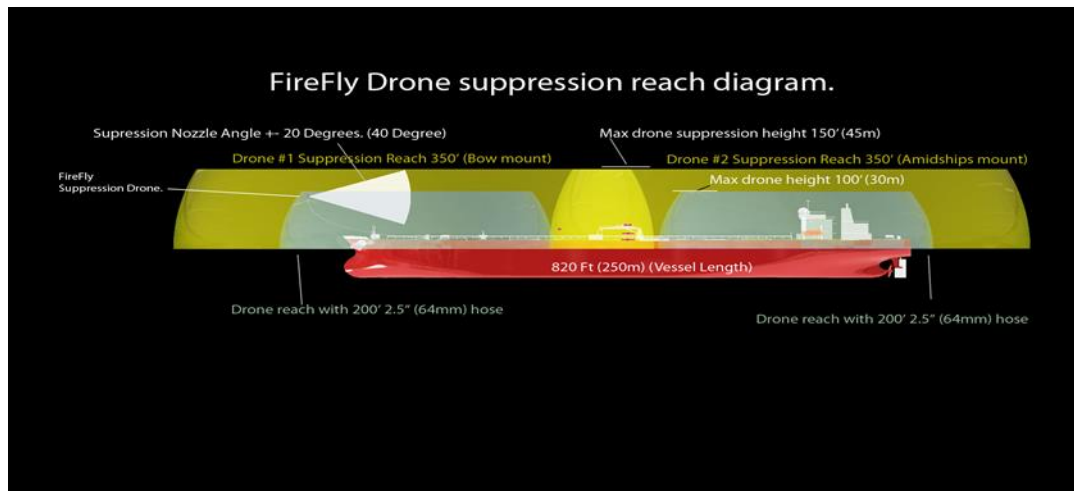 FireFly Drone suppression reach diagram.
Supression Nozzle Angle +- 20 Degrees. (40 Degree)
Max drone suppression height 150' (45m)
Drone #1 Suppression Reach 350' (Bow mount)
Drone #2 Suppression Reach 350' (Amidships mount)
FireFly
Suppression Drone.
Max drone height 100' (30m)
820 Ft (250m) (Vessel Length)
Drone reach with 200' 2.5" (64mm) hose
Drone reach with 200' 2.5" (64mm) hose